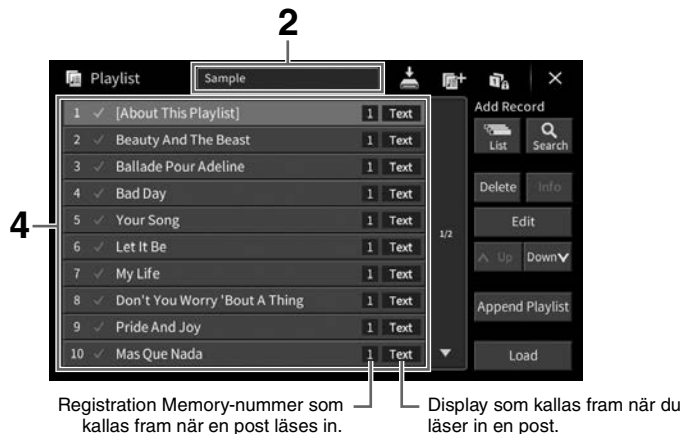 2
Playlist Sample
Add Record
1 [About This Playlist] 1 Text
2 Beauty And The Beast 1 Text
3 Ballade Pour Adeline 1 Text
4 Bad Day 1 Text
5 Your Song 1 Text
6 Let It Be 1 Text
7 My Life 1 Text
8 Don't You Worry 'Bout A Thing 1 Text
9 Pride And Joy 1 Text
10 Mas Que Nada 1 Text
4
1/2
List Search
Delete Info
Edit
Up Down
Append Playlist
Load
Registration Memory-nummer som
kallas fram när en post läses in.
Display som kallas fram när du
läser in en post.